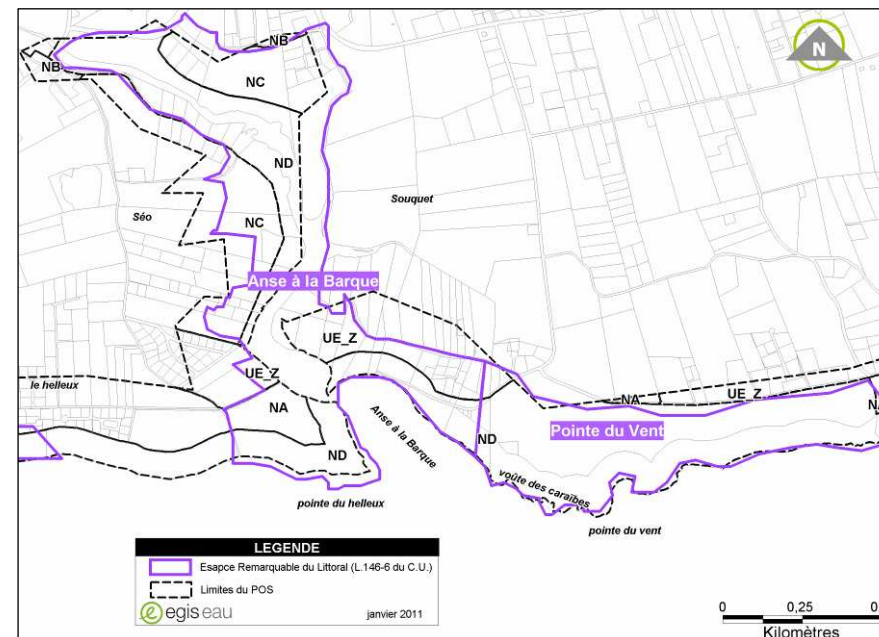 NB
NB
N
NC
ND
Souquet
Séo
NC
Anse à la Barque
UE_Z
le helleux
UE_Z
NA
UE_Z
NA
Anse à la Barque
ND
Pointe du Vent
ND
voûte des caraïbes
pointe du helleux
pointe du vent
LEGENDE
Esapce Remarquable du Littoral (L.146-6 du C.U.)
Limites du POS
egis eau
janvier 2011
0 0,25
Kilomètres